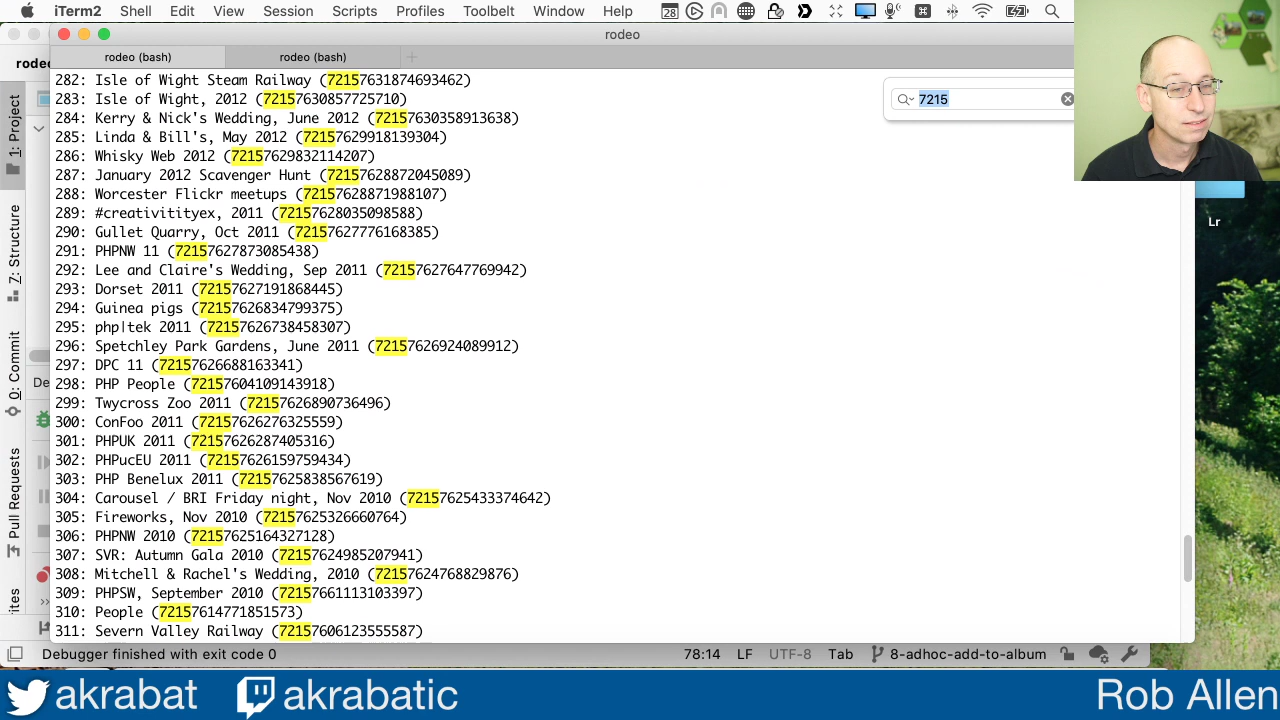 iTerm2 Shell Edit View Session Scripts Profiles Toolbelt Window Help 28
rodeo
rodeo (bash) rodeo (bash) +
282: Isle of Wight Steam Railway (72157631874693462)
283: Isle of Wight, 2012 (72157630857725710)
284: Kerry & Nick's Wedding, June 2012 (72157630358913638)
285: Linda & Bill's, May 2012 (72157629918139304)
286: Whisky Web 2012 (72157629832114207)
287: January 2012 Scavenger Hunt (72157628872045089)
288: Worcester Flickr meetups (72157628871988107)
289: #creativitityex, 2011 (72157628035098588)
290: Gullet Quarry, Oct 2011 (72157627776168385)
291: PHPNW 11 (72157627873085438)
292: Lee and Claire's Wedding, Sep 2011 (72157627647769942)
293: Dorset 2011 (72157627191868445)
294: Guinea pigs (72157626834799375)
295: php|tek 2011 (72157626738458307)
296: Spetchley Park Gardens, June 2011 (72157626924089912)
297: DPC 11 (72157626688163341)
298: PHP People (72157604109143918)
299: Twycross Zoo 2011 (72157626890736496)
300: ConFoo 2011 (72157626276325559)
301: PHPUK 2011 (72157626287405316)
302: PHPucEU 2011 (72157626159759434)
303: PHP Benelux 2011 (72157625838567619)
304: Carousel / BRI Friday night, Nov 2010 (72157625433374642)
305: Fireworks, Nov 2010 (72157625326660764)
306: PHPNW 2010 (72157625164327128)
307: SVR: Autumn Gala 2010 (72157624985207941)
308: Mitchell & Rachel's Wedding, 2010 (72157624768829876)
309: PHPSW, September 2010 (72157661113103397)
310: People (72157614771851573)
311: Severn Valley Railway (72157606123555587)
7215
Lr
1: Project
Z: Structure
0: Commit
Pull Requests
De
Debugger finished with exit code 0 78:14 LF UTF-8 Tab 8-adhoc-add-to-album
akrabat akrabatic Rob Allen